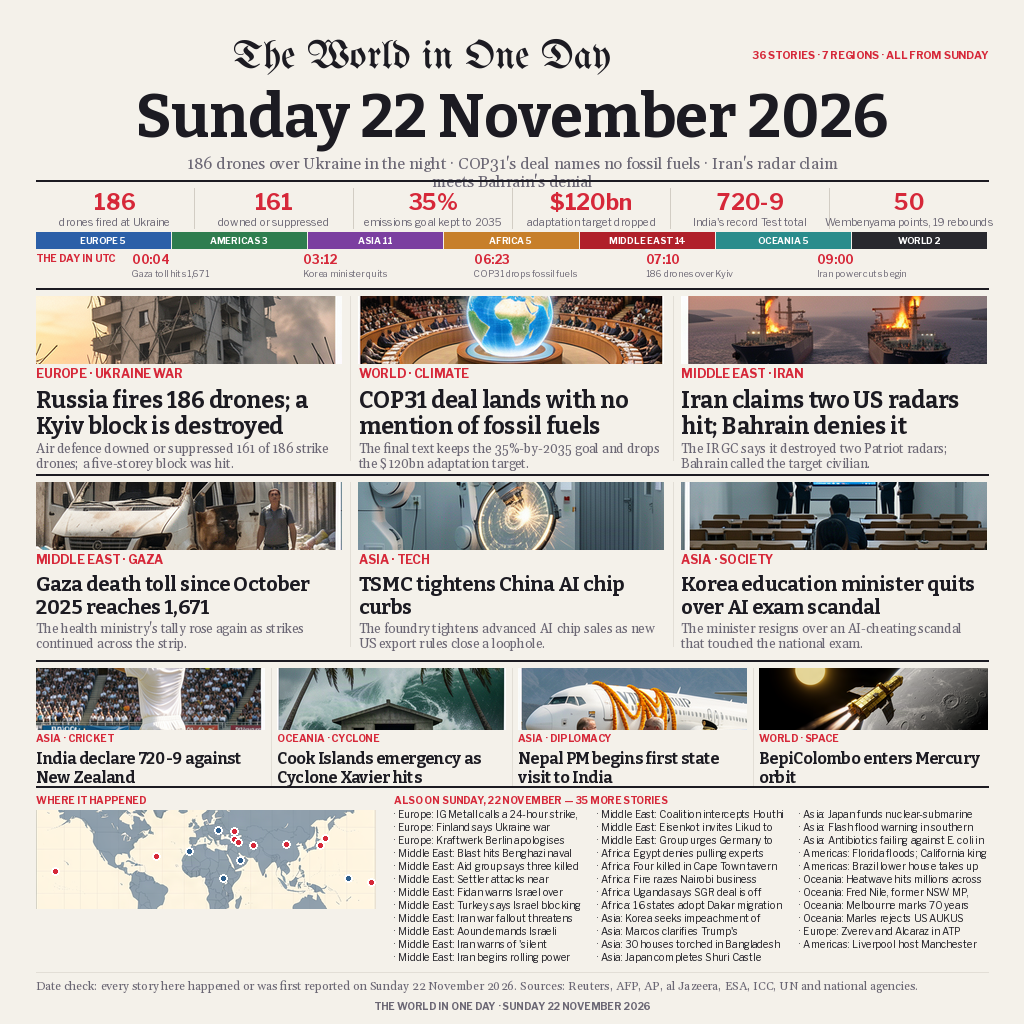 The World in One Day
36 STORIES · 7 REGIONS · ALL FROM SUNDAY
Sunday 22 November 2026
186 drones over Ukraine in the night · COP31's deal names no fossil fuels · Iran's radar claim
meets Bahrain's denial
186
drones fired at Ukraine
161
downed or suppressed
35%
emissions goal kept to 2035
$120bn
adaptation target dropped
720-9
India's record Test total
50
Wembenyama points, 19 rebounds
EUROPE 5
AMERICAS 3
ASIA 11
AFRICA 5
MIDDLE EAST 14
OCEANIA 5
WORLD 2
THE DAY IN UTC
00:04
Gaza toll hits 1,671
03:12
Korea minister quits
06:23
COP31 drops fossil fuels
07:10
186 drones over Kyiv
09:00
Iran power cuts begin
EUROPE · UKRAINE WAR
Russia fires 186 drones; a
Kyiv block is destroyed
Air defence downed or suppressed 161 of 186 strike
drones; a five-storey block was hit.
WORLD · CLIMATE
COP31 deal lands with no
mention of fossil fuels
The final text keeps the 35%-by-2035 goal and drops
the $120bn adaptation target.
MIDDLE EAST · IRAN
Iran claims two US radars
hit; Bahrain denies it
The IRGC says it destroyed two Patriot radars;
Bahrain called the target civilian.
MIDDLE EAST · GAZA
Gaza death toll since October
2025 reaches 1,671
The health ministry's tally rose again as strikes
continued across the strip.
ASIA · TECH
TSMC tightens China AI chip
curbs
The foundry tightens advanced AI chip sales as new
US export rules close a loophole.
ASIA · SOCIETY
Korea education minister quits
over AI exam scandal
The minister resigns over an AI-cheating scandal
that touched the national exam.
ASIA · CRICKET
India declare 720-9 against
New Zealand
OCEANIA · CYCLONE
Cook Islands emergency as
Cyclone Xavier hits
ASIA · DIPLOMACY
Nepal PM begins first state
visit to India
WORLD · SPACE
BepiColombo enters Mercury
orbit
WHERE IT HAPPENED
ALSO ON SUNDAY, 22 NOVEMBER — 35 MORE STORIES
· Europe: IG Metall calls a 24-hour strike,
· Europe: Finland says Ukraine war
· Europe: Kraftwerk Berlin apologises
· Middle East: Blast hits Benghazi naval
· Middle East: Aid group says three killed
· Middle East: Settler attacks near
· Middle East: Fidan warns Israel over
· Middle East: Turkey says Israel blocking
· Middle East: Iran war fallout threatens
· Middle East: Aoun demands Israeli
· Middle East: Iran warns of 'silent
· Middle East: Iran begins rolling power
· Middle East: Coalition intercepts Houthi
· Middle East: Eisenkot invites Likud to
· Middle East: Group urges Germany to
· Africa: Egypt denies pulling experts
· Africa: Four killed in Cape Town tavern
· Africa: Fire razes Nairobi business
· Africa: Uganda says SGR deal is off
· Africa: 16 states adopt Dakar migration
· Asia: Korea seeks impeachment of
· Asia: Marcos clarifies Trump's
· Asia: 30 houses torched in Bangladesh
· Asia: Japan completes Shuri Castle
· Asia: Japan funds nuclear-submarine
· Asia: Flash flood warning in southern
· Asia: Antibiotics failing against E. coli in
· Americas: Florida floods; California king
· Americas: Brazil lower house takes up
· Oceania: Heatwave hits millions across
· Oceania: Fred Nile, former NSW MP,
· Oceania: Melbourne marks 70 years
· Oceania: Marles rejects US AUKUS
· Europe: Zverev and Alcaraz in ATP
· Americas: Liverpool host Manchester
Date check: every story here happened or was first reported on Sunday 22 November 2026. Sources: Reuters, AFP, AP, al Jazeera, ESA, ICC, UN and national agencies.
THE WORLD IN ONE DAY · SUNDAY 22 NOVEMBER 2026